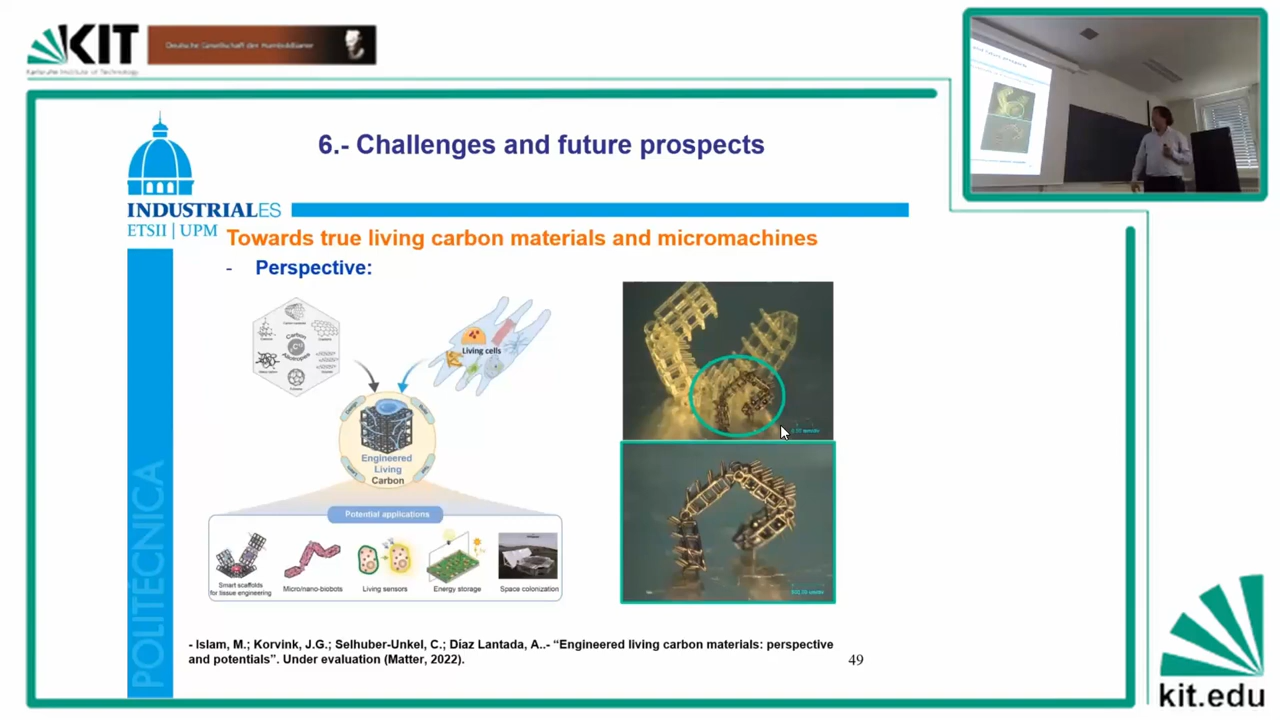 KIT
Karlsruhe Institute of Technology
Deutsche Gesellschaft der Humboldtianer
6.- Challenges and future prospects
INDUSTRIALES
ETSII | UPM
Towards true living carbon materials and micromachines
- Perspective:
Carbon
Allotropes
Living cells
Engineered
Living
Carbon
Potential applications
Smart scaffolds
for tissue engineering
Micro/nano-biobots
Living sensors
Energy storage
Space colonization
POLITÉCNICA
- Islam, M.; Korvink, J.G.; Selhuber-Unkel, C.; Díaz Lantada, A..- “Engineered living carbon materials: perspective
and potentials”. Under evaluation (Matter, 2022).
49
kit.edu